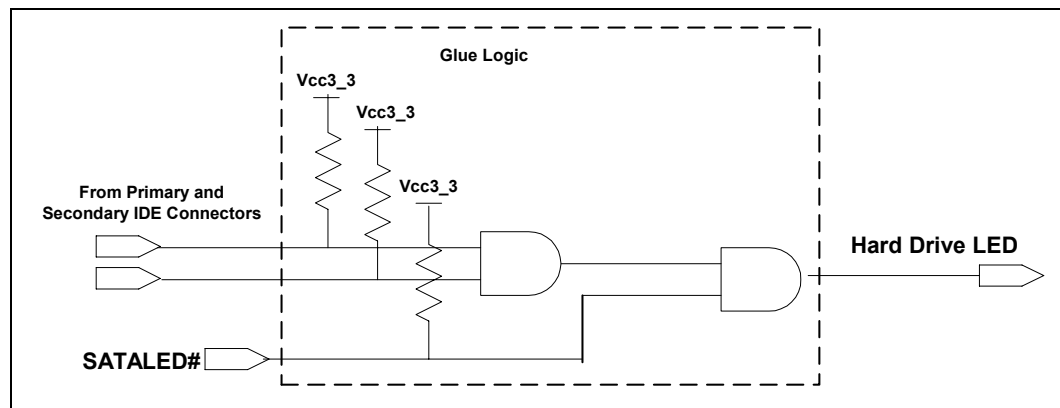 Glue Logic
Vcc3_3
Vcc3_3
Vcc3_3
From Primary and
Secondary IDE Connectors
Hard Drive LED
SATALED#